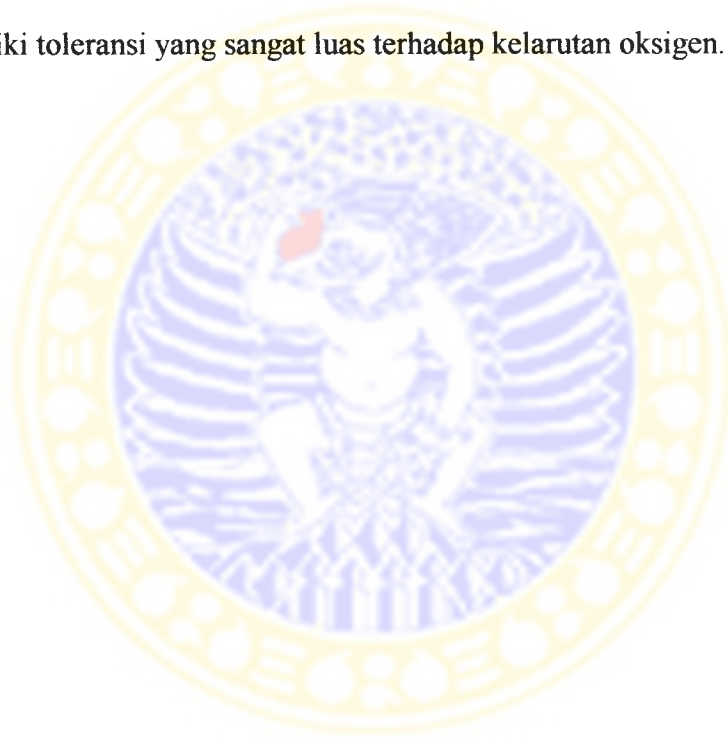 iki toleransi yang sangat luas terhadap kelarutan oksigen.